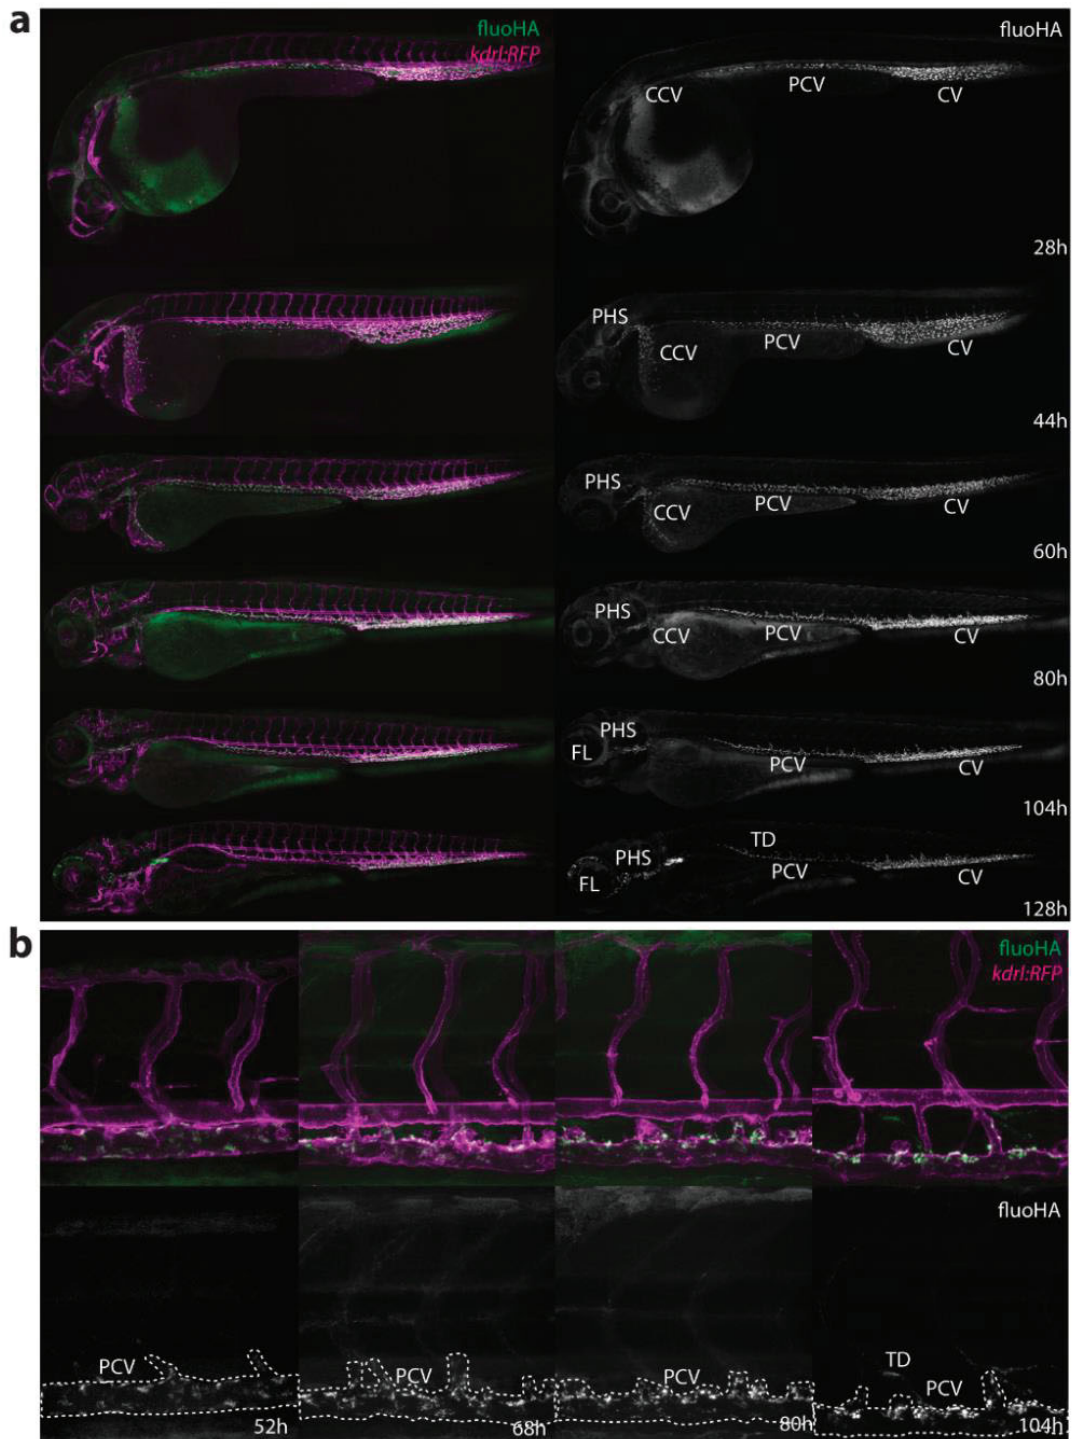 a
fluoHA
kdrl:RFP
fluoHA
CCV
PCV
CV
28h
PHS
CCV
PCV
CV
44h
PHS
CCV
PCV
CV
60h
PHS
CCV
PCV
CV
80h
PHS
FL
PCV
CV
104h
TD
PHS
PCV
FL
CV
128h
b
fluoHA
kdrl:RFP
fluoHA
PCV
52h
PCV
68h
PCV
80h
TD
PCV
104h